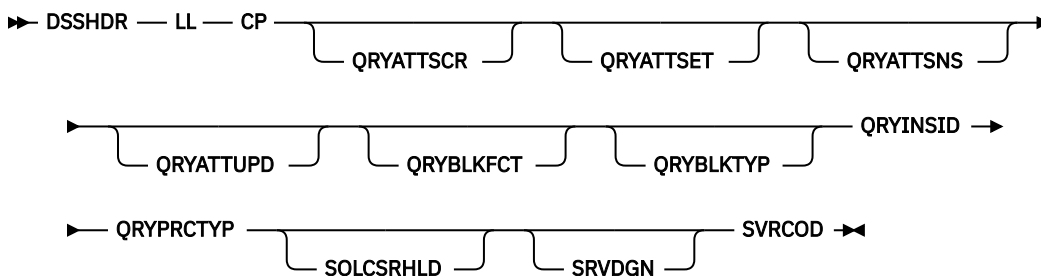 DSSHDR LL CP
QRYATTSCR QRYATTSET QRYATTSNS
QRYINSID
QRYATTUPD QRYBLKFCT QRYBLKTYP
QRYPRCTYP SVRCOD
SOLCSRHLD SRVDGN